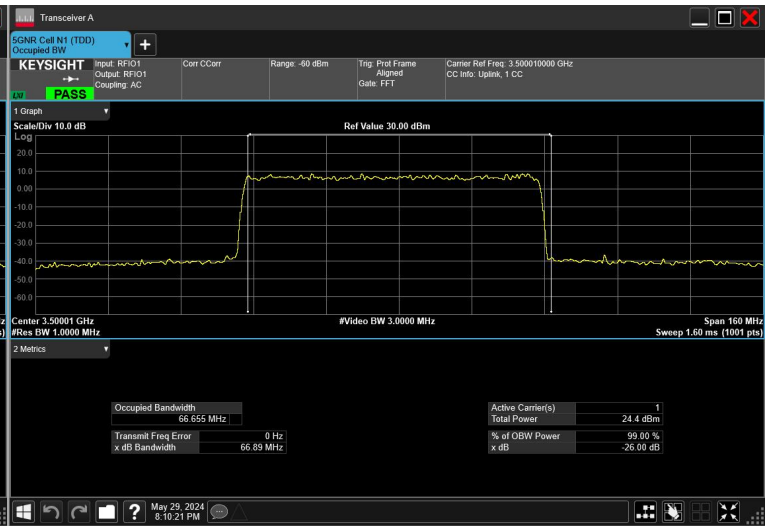 Transceiver A
5GNR Cell N1 (TDD)
Occupied BW
+
KEYSIGHT
LXI
PASS
Input: RFIO1
Output: RFIO1
Coupling: AC
Corr CCorr
Range: -60 dBm
Trig: Prot Frame
Aligned
Gate: FFT
Carrier Ref Freq: 3.500010000 GHz
CC Info: Uplink, 1 CC
1 Graph
Scale/Div 10.0 dB
Ref Value 30.00 dBm
Log
20.0
10.0
0.00
-10.0
-20.0
-30.0
-40.0
-50.0
-60.0
Center 3.50001 GHz
#Video BW 3.0000 MHz
Span 160 MHz
#Res BW 1.0000 MHz
Sweep 1.60 ms (1001 pts)
2 Metrics
Occupied Bandwidth
66.655 MHz
Transmit Freq Error 0 Hz
x dB Bandwidth 66.89 MHz
Active Carrier(s) 1
Total Power 24.4 dBm
% of OBW Power 99.00 %
x dB -26.00 dB
?
May 29, 2024
8:10:21 PM